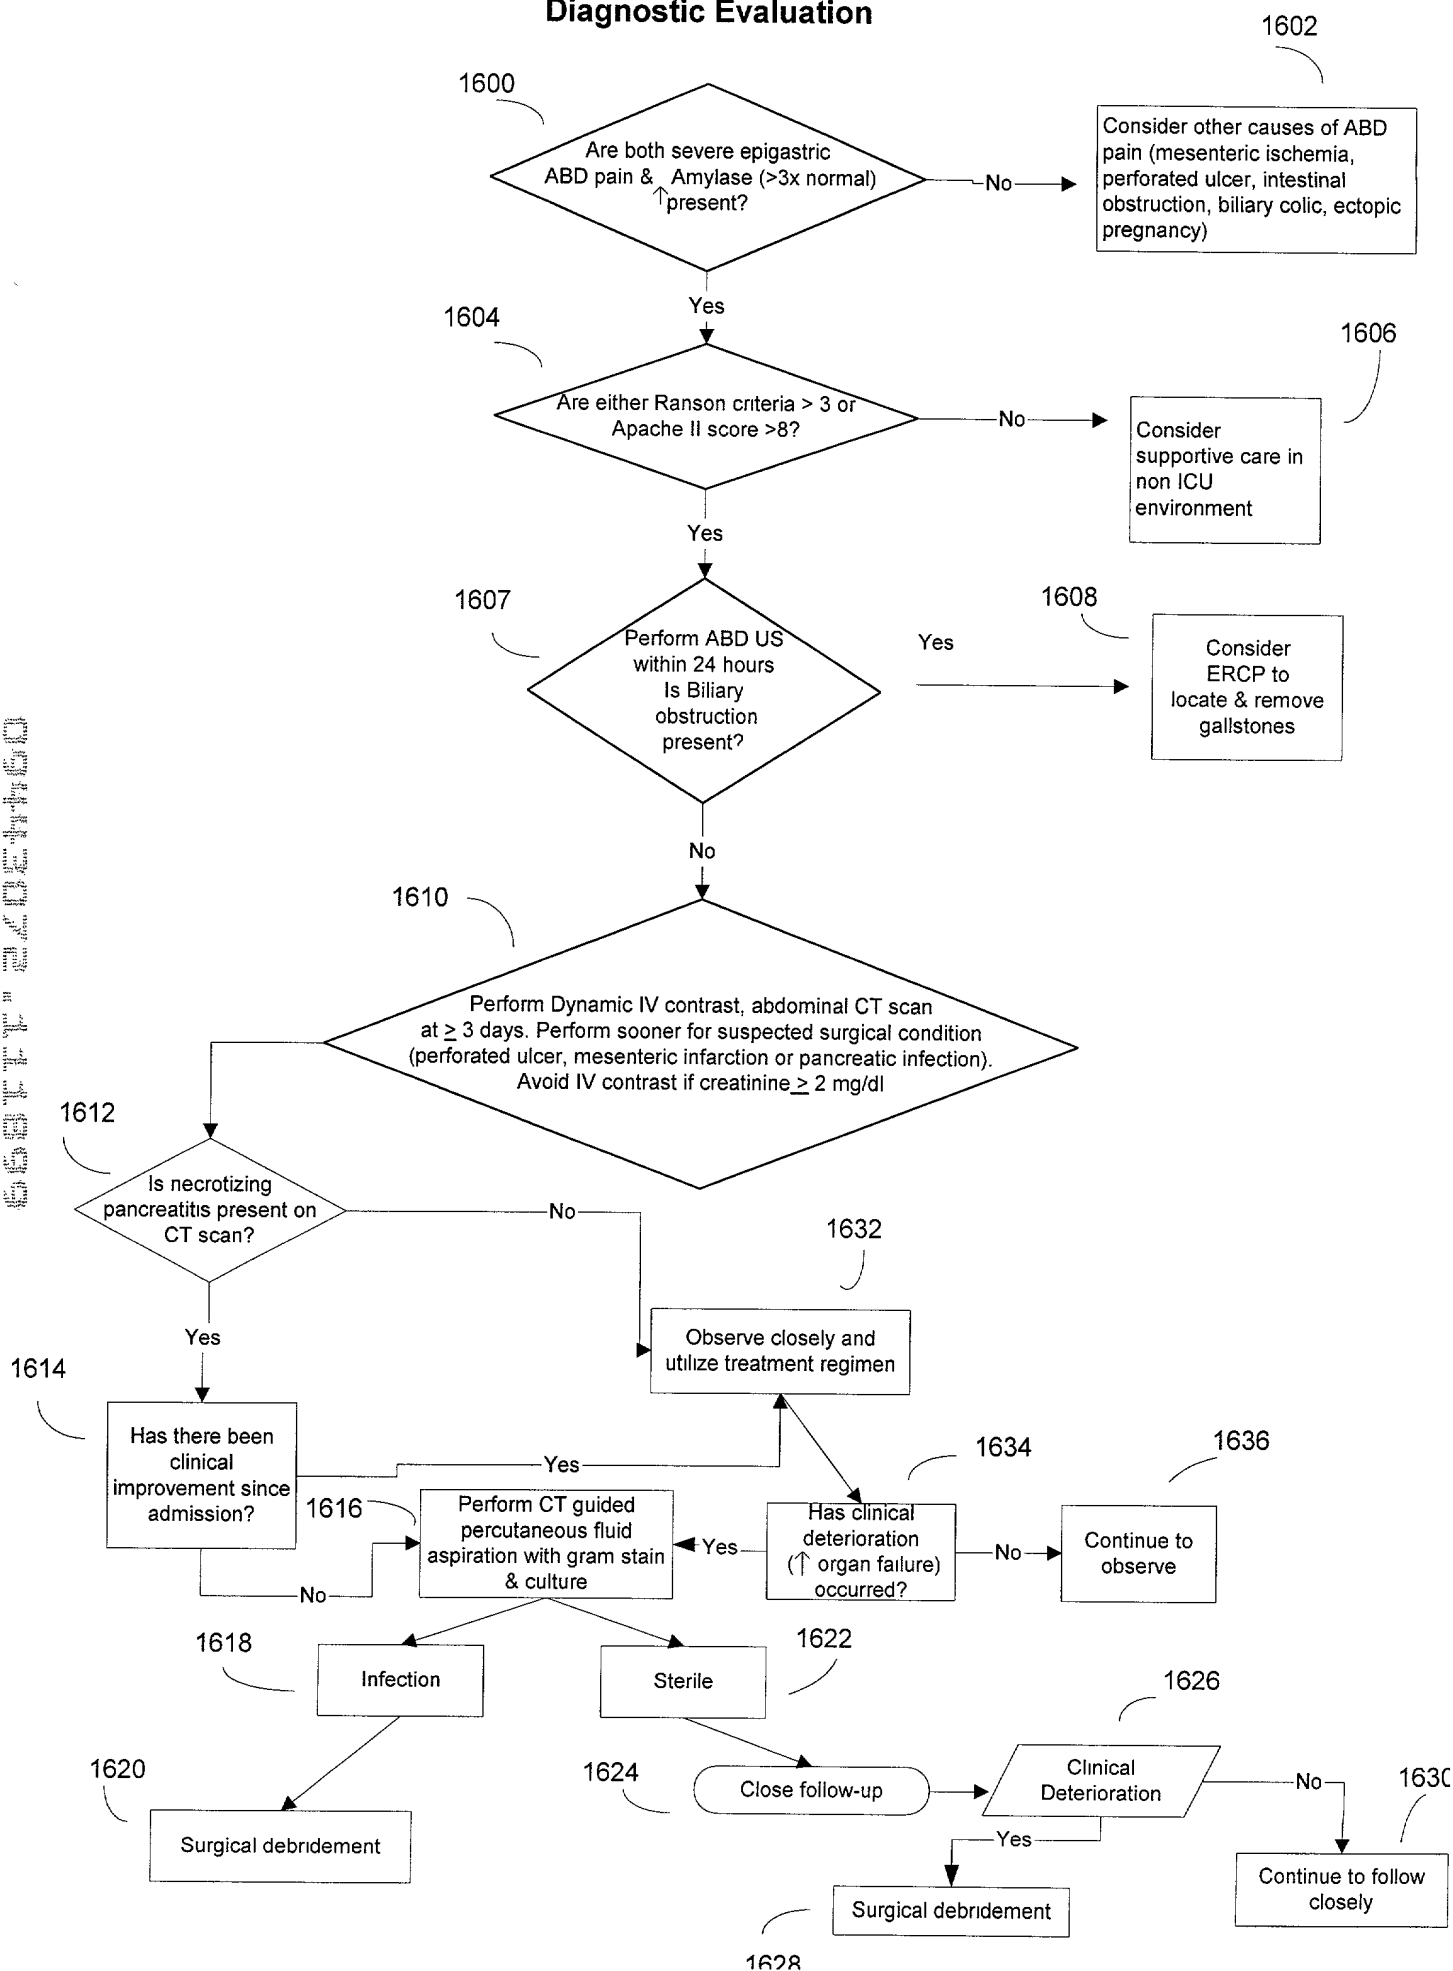 Diagnostic Evaluation
1602
1600
Are both severe epigastric
ABD pain & ↑ Amylase (>3x normal)
present?
No
Consider other causes of ABD
pain (mesenteric ischemia,
perforated ulcer, intestinal
obstruction, biliary colic, ectopic
pregnancy)
Yes
1604
1606
Are either Ranson criteria > 3 or
Apache II score >8?
No
Consider
supportive care in
non ICU
environment
Yes
1607
1608
Perform ABD US
within 24 hours
Is Biliary
obstruction
present?
Yes
Consider
ERCP to
locate & remove
gallstones
No
1610
Perform Dynamic IV contrast, abdominal CT scan
at ≥ 3 days. Perform sooner for suspected surgical condition
(perforated ulcer, mesenteric infarction or pancreatic infection).
Avoid IV contrast if creatinine ≥ 2 mg/dl
1612
Is necrotizing
pancreatitis present on
CT scan?
No
1632
Yes
Observe closely and
utilize treatment regimen
1614
Has there been
clinical
improvement since
admission?
Yes
1634
1636
1616
Perform CT guided
percutaneous fluid
aspiration with gram stain
& culture
Yes
Has clinical
deterioration
(↑ organ failure)
occurred?
No
Continue to
observe
No
1618
Infection
Sterile
1622
1626
1620
1624
Close follow-up
Clinical
Deterioration
No
1630
Surgical debridement
Yes
Continue to follow
closely
Surgical debridement
1628